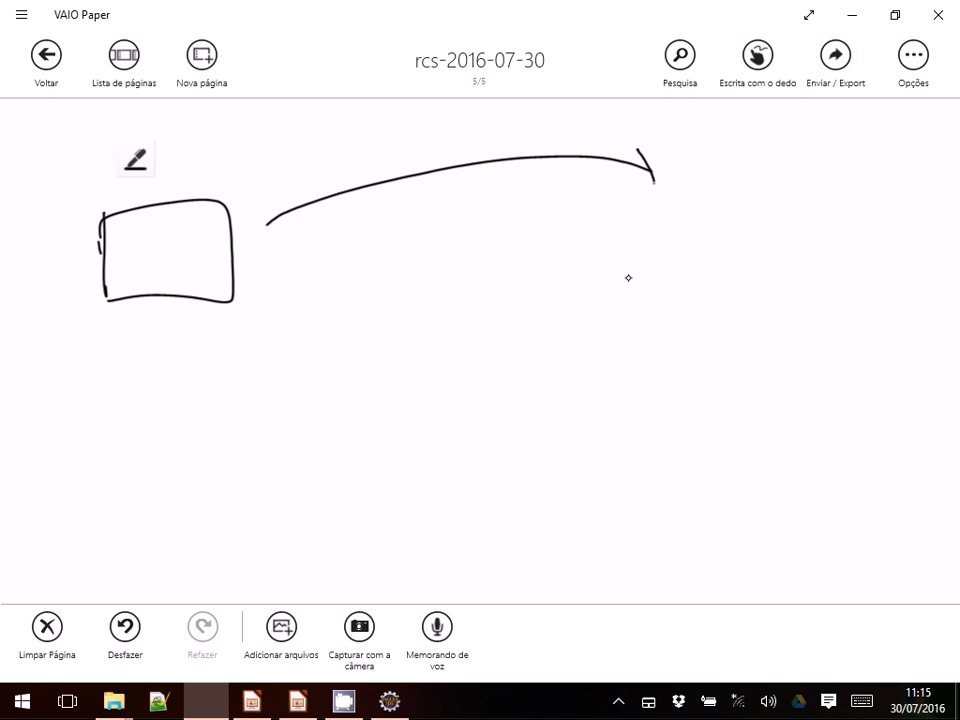 VAIO Paper
Voltar
Lista de páginas
Nova página
rcs-2016-07-30
5/5
Pesquisa
Escrita com o dedo
Enviar / Export
Opções
Limpar Página
Desfazer
Refazer
Adicionar arquivos
Capturar com a
câmera
Memorando de
voz
11:15
30/07/2016